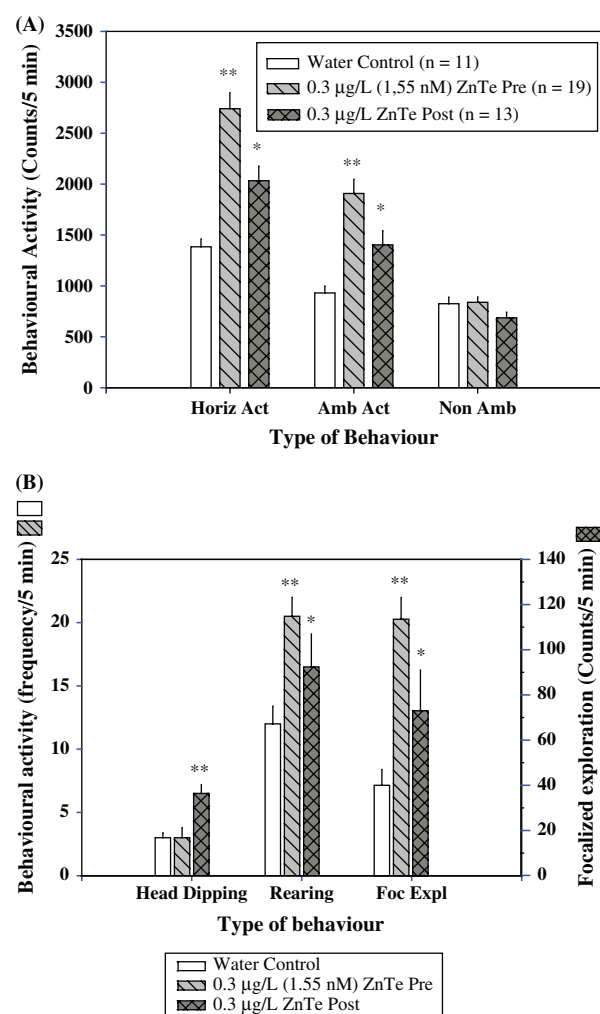 (A)
Behavioural Activity (Counts/5 min)
3500
3000
2500
2000
1500
1000
500
0
Water Control (n = 11)
0.3 µg/L (1,55 nM) ZnTe Pre (n = 19)
0.3 µg/L ZnTe Post (n = 13)
** * ** *
Horiz Act Amb Act Non Amb
Type of Behaviour
(B)
Behavioural activity (frequency/5 min)
25
20
15
10
5
0
** ** * ** *
Head Dipping Rearing Foc Expl
Type of behaviour
140
120
100
80
60
40
20
0
Focalized exploration (Counts/5 min)
Water Control
0.3 µg/L (1.55 nM) ZnTe Pre
0.3 µg/L ZnTe Post